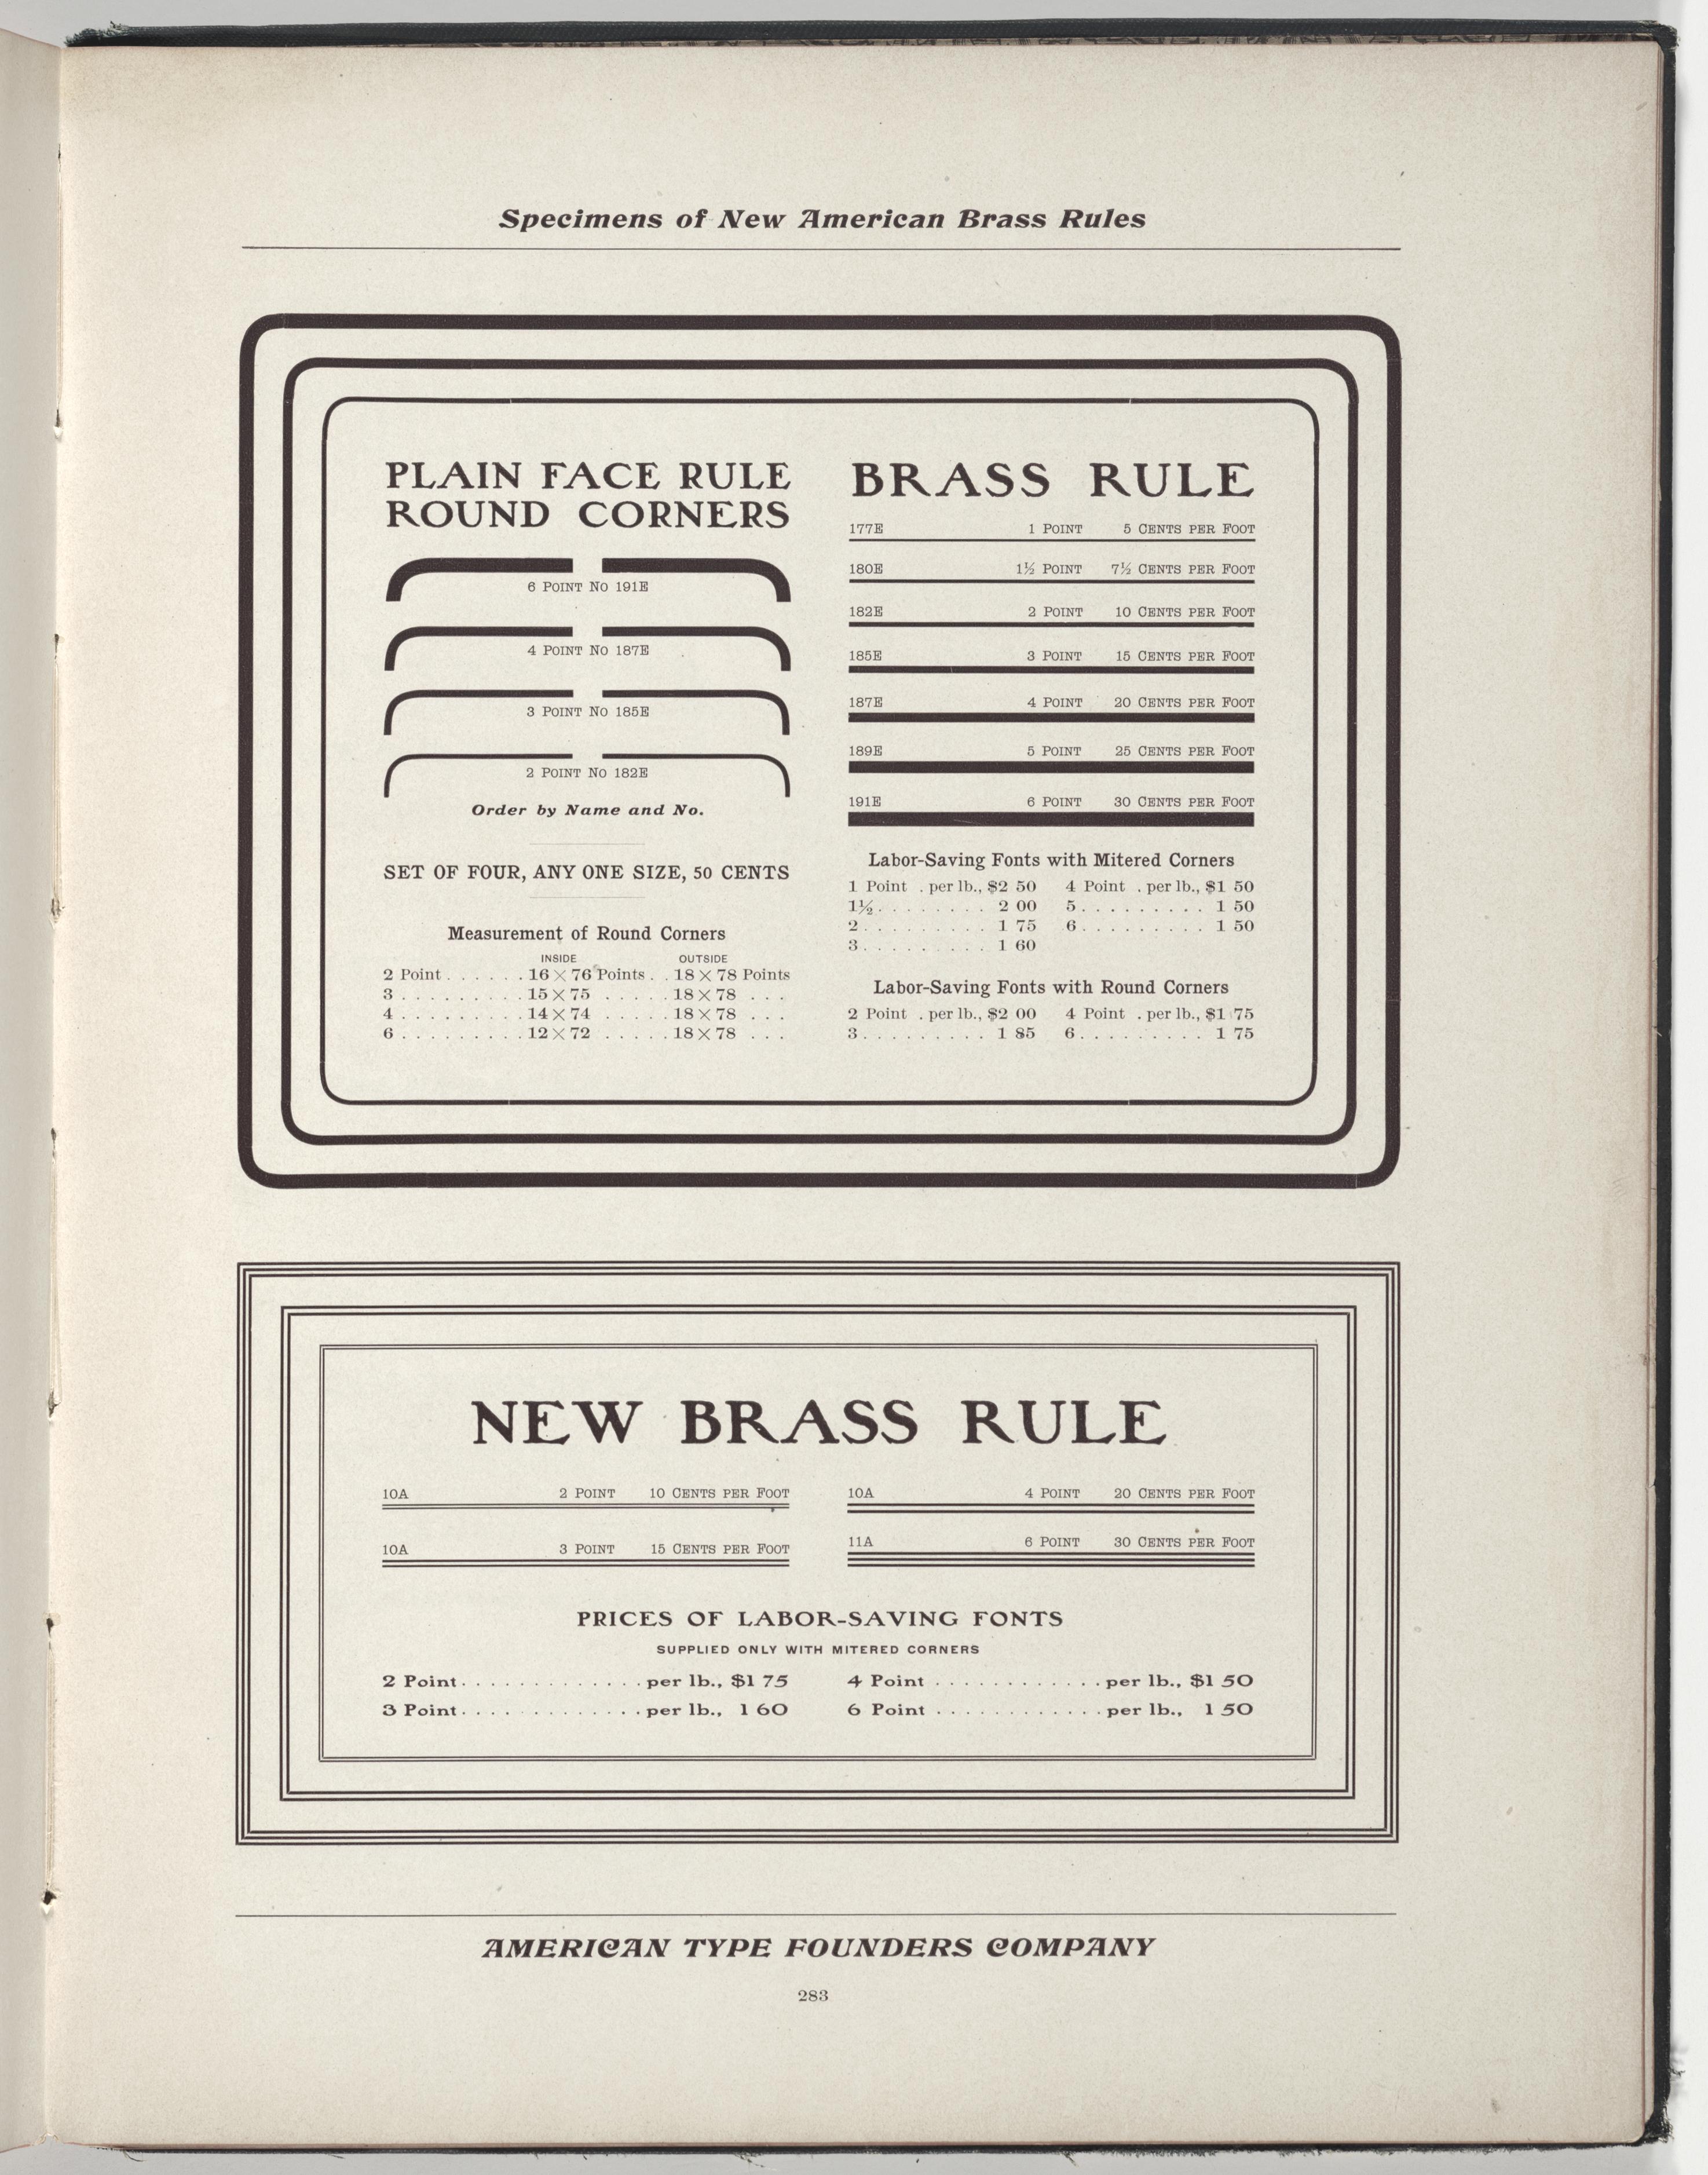 Specimens of New American Brass Rules
PLAIN FACE RULE
ROUND CORNERS
6 POINT NO 191E
4 POINT NO 187E
3 POINT NO 185E
2 POINT NO 182E
Order by Name and No.
SET OF FOUR, ANY ONE SIZE, 50 CENTS
Measurement of Round Corners
INSIDE OUTSIDE
2 Point . . . . . . 16 × 76 Points . . 18 × 78 Points
3 . . . . . . . . . . 15 × 75 . . . . . . 18 × 78 . . .
4 . . . . . . . . . . 14 × 74 . . . . . . 18 × 78 . . .
6 . . . . . . . . . . 12 × 72 . . . . . . 18 × 78 . . .
BRASS RULE
177E 1 POINT 5 CENTS PER FOOT
180E 1½ POINT 7½ CENTS PER FOOT
182E 2 POINT 10 CENTS PER FOOT
185E 3 POINT 15 CENTS PER FOOT
187E 4 POINT 20 CENTS PER FOOT
189E 5 POINT 25 CENTS PER FOOT
191E 6 POINT 30 CENTS PER FOOT
Labor-Saving Fonts with Mitered Corners
1 Point . per lb., $2 50 4 Point . per lb., $1 50
1½ . . . . . . . . 2 00 5 . . . . . . . . . 1 50
2 . . . . . . . . . 1 75 6 . . . . . . . . . 1 50
3 . . . . . . . . . 1 60
Labor-Saving Fonts with Round Corners
2 Point . per lb., $2 00 4 Point . per lb., $1 75
3 . . . . . . . . . 1 85 6 . . . . . . . . . 1 75
NEW BRASS RULE
10A 2 POINT 10 CENTS PER FOOT
10A 3 POINT 15 CENTS PER FOOT
10A 4 POINT 20 CENTS PER FOOT
11A 6 POINT 30 CENTS PER FOOT
PRICES OF LABOR-SAVING FONTS
SUPPLIED ONLY WITH MITERED CORNERS
2 Point . . . . . . . . . . . . . per lb., $1 75 4 Point . . . . . . . . . . . . per lb., $1 50
3 Point . . . . . . . . . . . . . per lb., 1 60 6 Point . . . . . . . . . . . . per lb., 1 50
AMERICAN TYPE FOUNDERS COMPANY
283